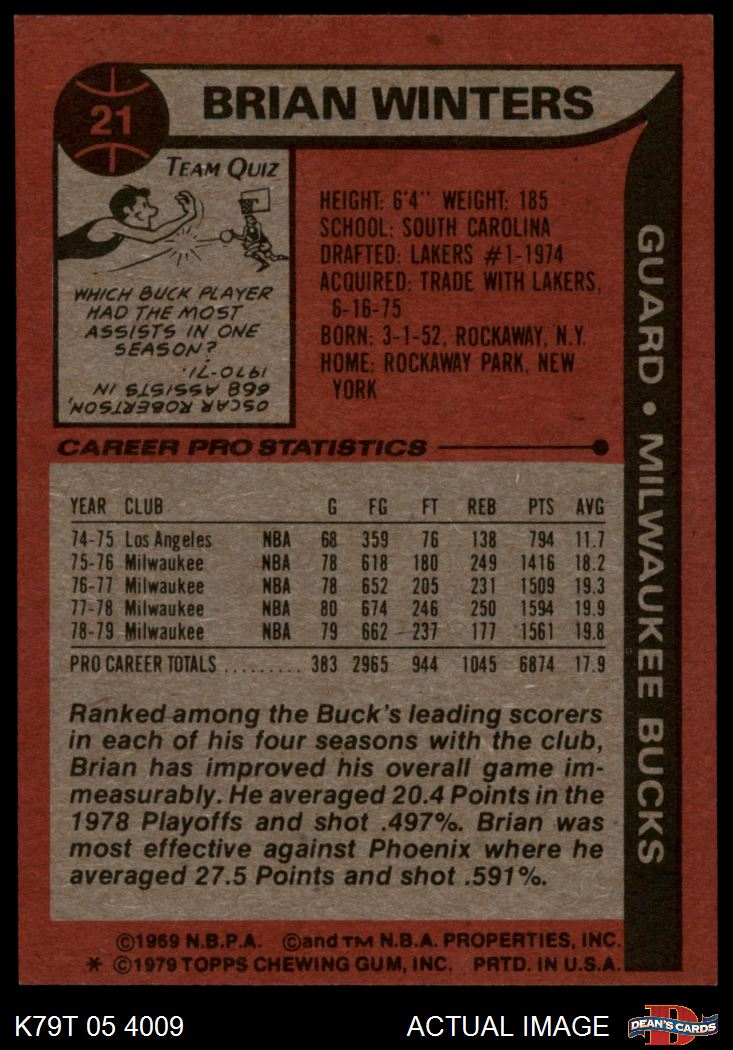 21
BRIAN WINTERS
TEAM QUIZ
WHICH BUCK PLAYER
HAD THE MOST
ASSISTS IN ONE
SEASON?
OSCAR ROBERTSON,
668 ASSISTS IN
1970-71.
HEIGHT: 6'4" WEIGHT: 185
SCHOOL: SOUTH CAROLINA
DRAFTED: LAKERS #1-1974
ACQUIRED: TRADE WITH LAKERS,
6-16-75
BORN: 3-1-52, ROCKAWAY, N.Y.
HOME: ROCKAWAY PARK, NEW
YORK
GUARD • MILWAUKEE BUCKS
CAREER PRO STATISTICS
YEAR CLUB G FG FT REB PTS AVG
74-75 Los Angeles NBA 68 359 76 138 794 11.7
75-76 Milwaukee NBA 78 618 180 249 1416 18.2
76-77 Milwaukee NBA 78 652 205 231 1509 19.3
77-78 Milwaukee NBA 80 674 246 250 1594 19.9
78-79 Milwaukee NBA 79 662 237 177 1561 19.8
PRO CAREER TOTALS ......... 383 2965 944 1045 6874 17.9
Ranked among the Buck's leading scorers
in each of his four seasons with the club,
Brian has improved his overall game im-
measurably. He averaged 20.4 Points in the
1978 Playoffs and shot .497%. Brian was
most effective against Phoenix where he
averaged 27.5 Points and shot .591%.
©1969 N.B.P.A. ©and TM N.B.A. PROPERTIES, INC.
* ©1979 TOPPS CHEWING GUM, INC. PRTD. IN U.S.A.
K79T 05 4009
ACTUAL IMAGE
D
DEAN'S CARDS